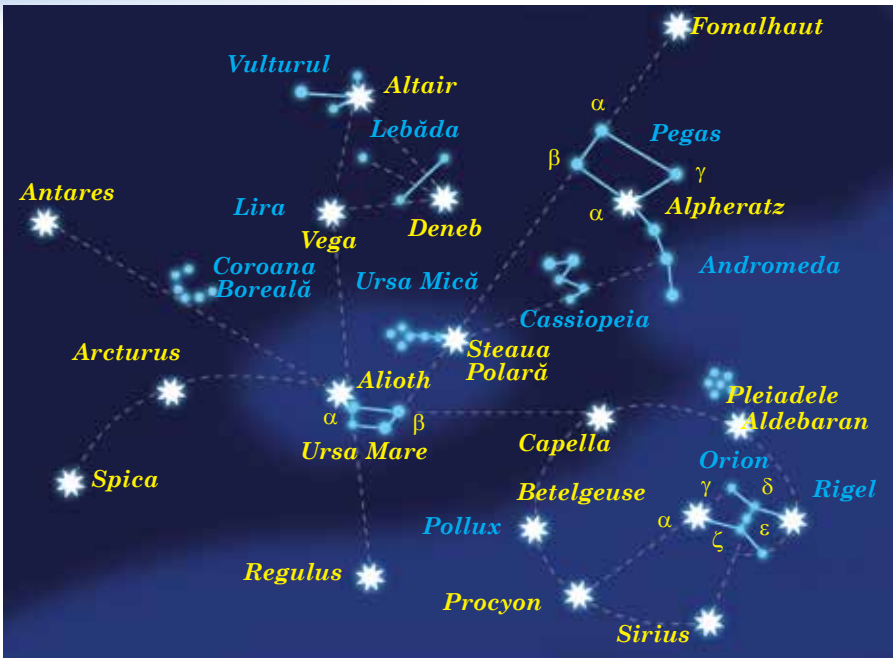 Fomalhaut
Vulturul
Altair
α
Lebăda
Pegas
β
γ
Antares
Lira
Deneb
α
Alpheratz
Vega
Coroana
Boreală
Ursa Mică
Andromeda
Cassiopeia
Arcturus
Steaua
Polară
Alioth
Pleiadele
α
β
Aldebaran
Ursa Mare
Capella
Orion
Spica
Betelgeuse
γ
δ
Rigel
Pollux
α
ζ
ε
Regulus
Procyon
Sirius